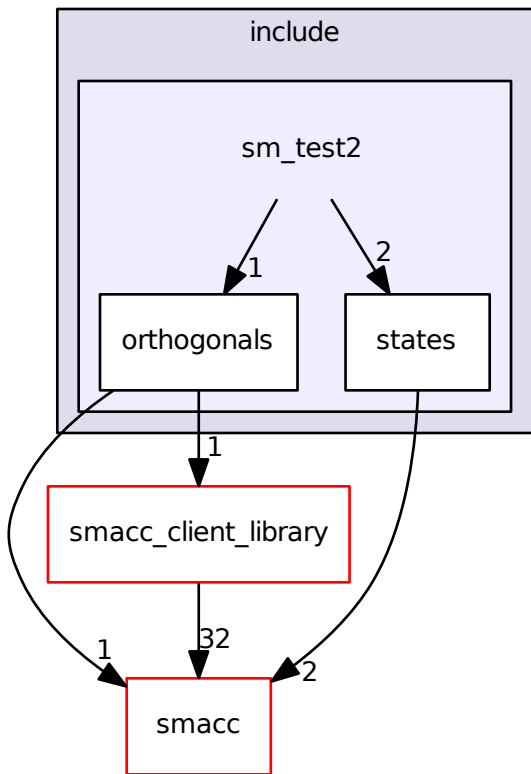 include
sm_test2
1
2
orthogonals
states
1
smacc_client_library
1
32
2
smacc